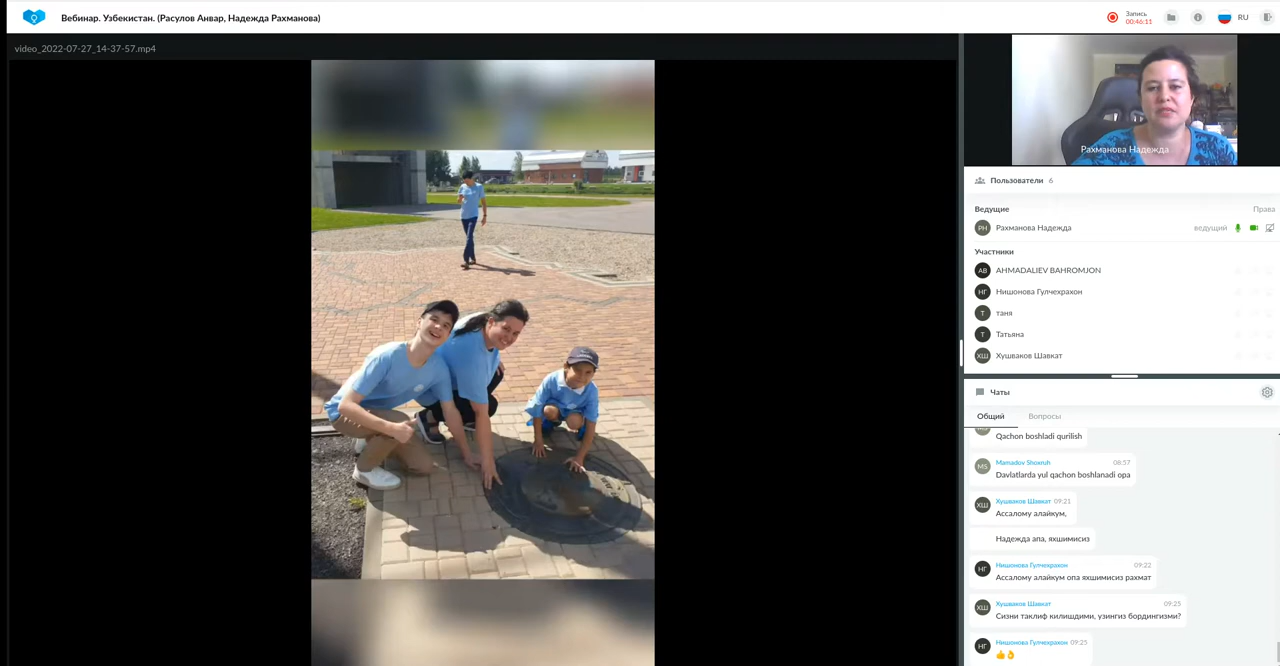 Вебинар. Узбекистан. (Расулов Анвар, Надежда Рахманова)
Запись
00:46:11
RU
video_2022-07-27_14-37-57.mp4
Рахманова Надежда
Пользователи 6
Ведущие Права
РН Рахманова Надежда ведущий
Участники
AB AHMADALIEV BAHROMJON
НГ Нишонова Гулчехрахон
Т таня
Т Татьяна
ХШ Хушваков Шавкат
Чаты
Общий Вопросы
Qachon boshladi qurilish
MS Mamadov Shoxruh 08:57
Davlatlarda yul qachon boshlanadi opa
ХШ Хушваков Шавкат 09:21
Ассалому алайкум,
Надежда апа, яхшимисиз
НГ Нишонова Гулчехрахон 09:22
Ассалому алайкум опа яхшимисиз рахмат
ХШ Хушваков Шавкат 09:25
Сизни таклиф килищдими, узингиз бордингизми?
НГ Нишонова Гулчехрахон 09:25
👍👌